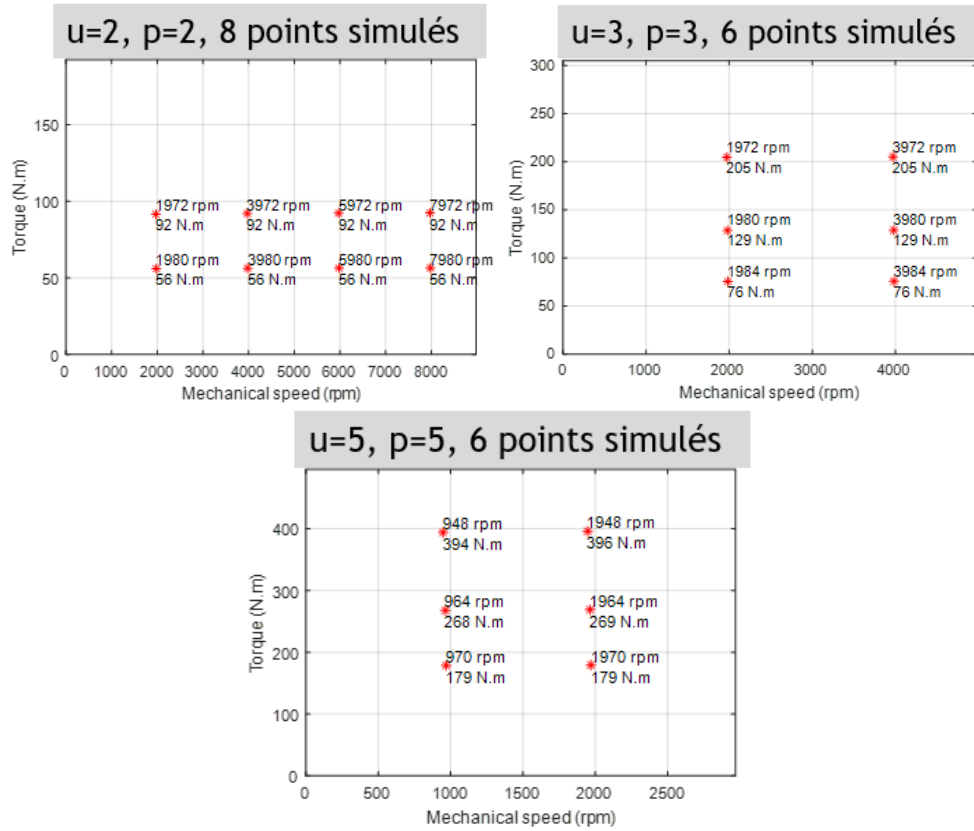 u=2, p=2, 8 points simulés
150
100
50
0
Torque (N.m)
1972 rpm
92 N.m
3972 rpm
92 N.m
5972 rpm
92 N.m
7972 rpm
92 N.m
1980 rpm
56 N.m
3980 rpm
56 N.m
5980 rpm
56 N.m
7980 rpm
56 N.m
0 1000 2000 3000 4000 5000 6000 7000 8000
Mechanical speed (rpm)
u=3, p=3, 6 points simulés
300
250
200
150
100
50
0
Torque (N.m)
1972 rpm
205 N.m
3972 rpm
205 N.m
1980 rpm
129 N.m
3980 rpm
129 N.m
1984 rpm
76 N.m
3984 rpm
76 N.m
0 1000 2000 3000 4000
Mechanical speed (rpm)
u=5, p=5, 6 points simulés
400
300
200
100
0
Torque (N.m)
948 rpm
394 N.m
1948 rpm
396 N.m
964 rpm
268 N.m
1964 rpm
269 N.m
970 rpm
179 N.m
1970 rpm
179 N.m
0 500 1000 1500 2000 2500
Mechanical speed (rpm)